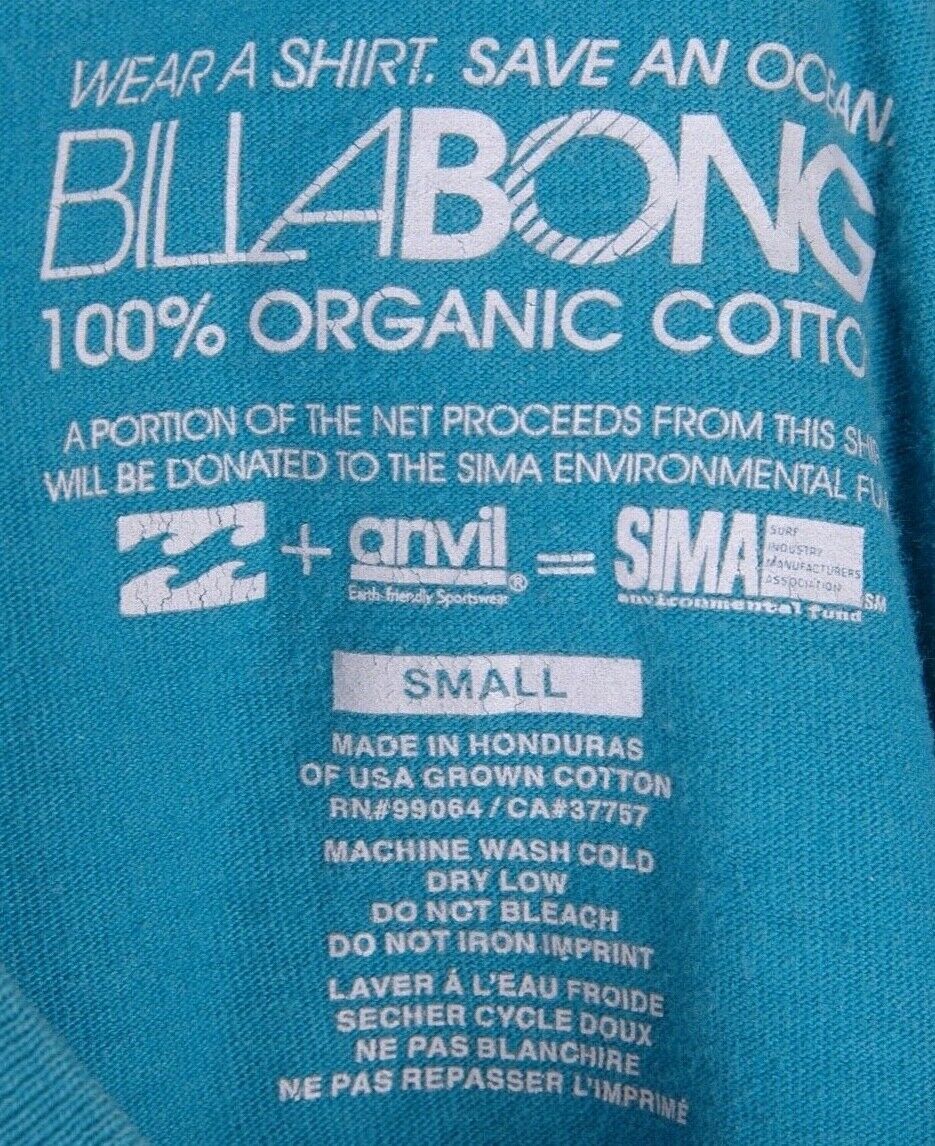 WEAR A SHIRT. SAVE AN OCEAN.
BILLABONG
100% ORGANIC COTTO
A PORTION OF THE NET PROCEEDS FROM THIS SHI
WILL BE DONATED TO THE SIMA ENVIRONMENTAL FU
+ anvil® = SIMA SURF INDUSTRY MANUFACTURERS ASSOCIATION SM
Earth-friendly Sportswear environmental fund
SMALL
MADE IN HONDURAS
OF USA GROWN COTTON
RN#99064 / CA#37757
MACHINE WASH COLD
DRY LOW
DO NOT BLEACH
DO NOT IRON IMPRINT
LAVER Á L'EAU FROIDE
SECHER CYCLE DOUX
NE PAS BLANCHIRE
NE PAS REPASSER L'IMPRIMÉ